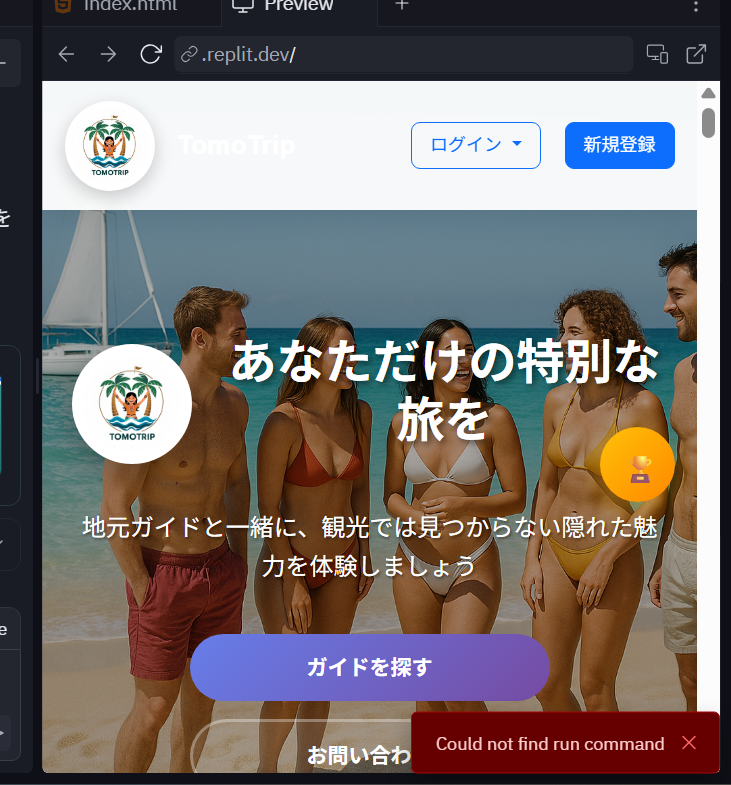 index.html
Preview
.replit.dev/
TOMOTRIP
TomoTrip
ログイン
新規登録
を
TOMOTRIP
あなただけの特別な
旅を
地元ガイドと一緒に、観光では見つからない隠れた魅
力を体験しましょう
e
ガイドを探す
Could not find run command
お問い合わ